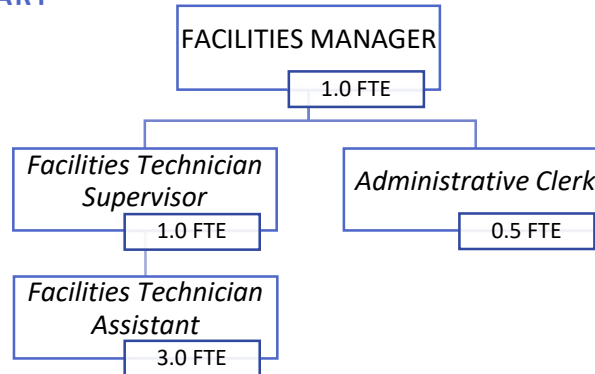 FACILITIES MANAGER
1.0 FTE
Facilities Technician
Supervisor
1.0 FTE
Administrative Clerk
0.5 FTE
Facilities Technician
Assistant
3.0 FTE